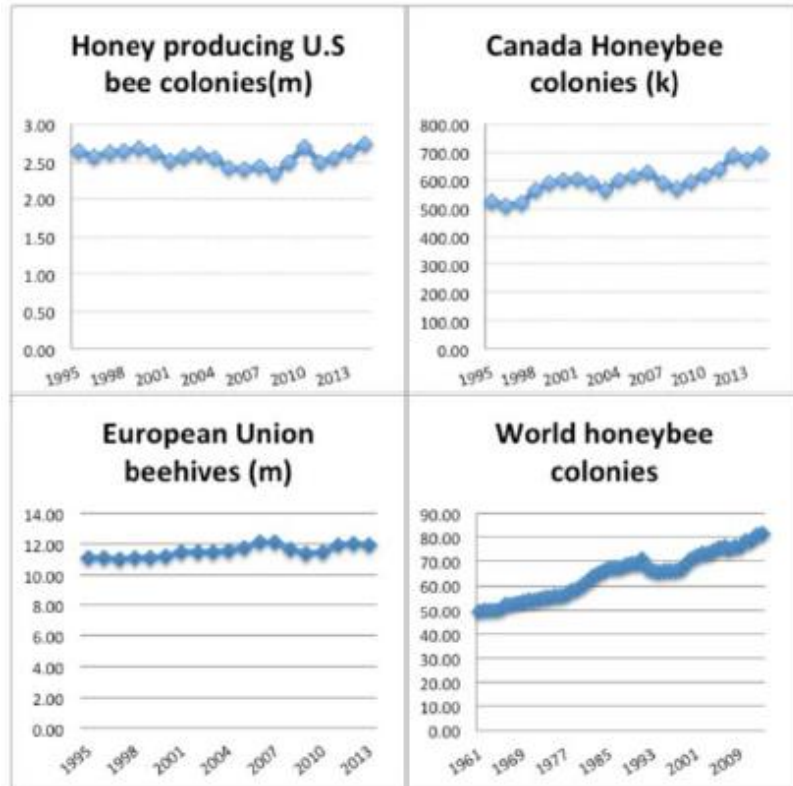 Honey producing U.S
bee colonies(m)
3.00
2.50
2.00
1.50
1.00
0.50
0.00
1995 1998 2001 2004 2007 2010 2013
Canada Honeybee
colonies (k)
800.00
700.00
600.00
500.00
400.00
300.00
200.00
100.00
0.00
1995 1998 2001 2004 2007 2010 2013
European Union
beehives (m)
14.00
12.00
10.00
8.00
6.00
4.00
2.00
0.00
1995 1998 2001 2004 2007 2010 2013
World honeybee
colonies
90.00
80.00
70.00
60.00
50.00
40.00
30.00
20.00
10.00
0.00
1961 1969 1977 1985 1993 2001 2009